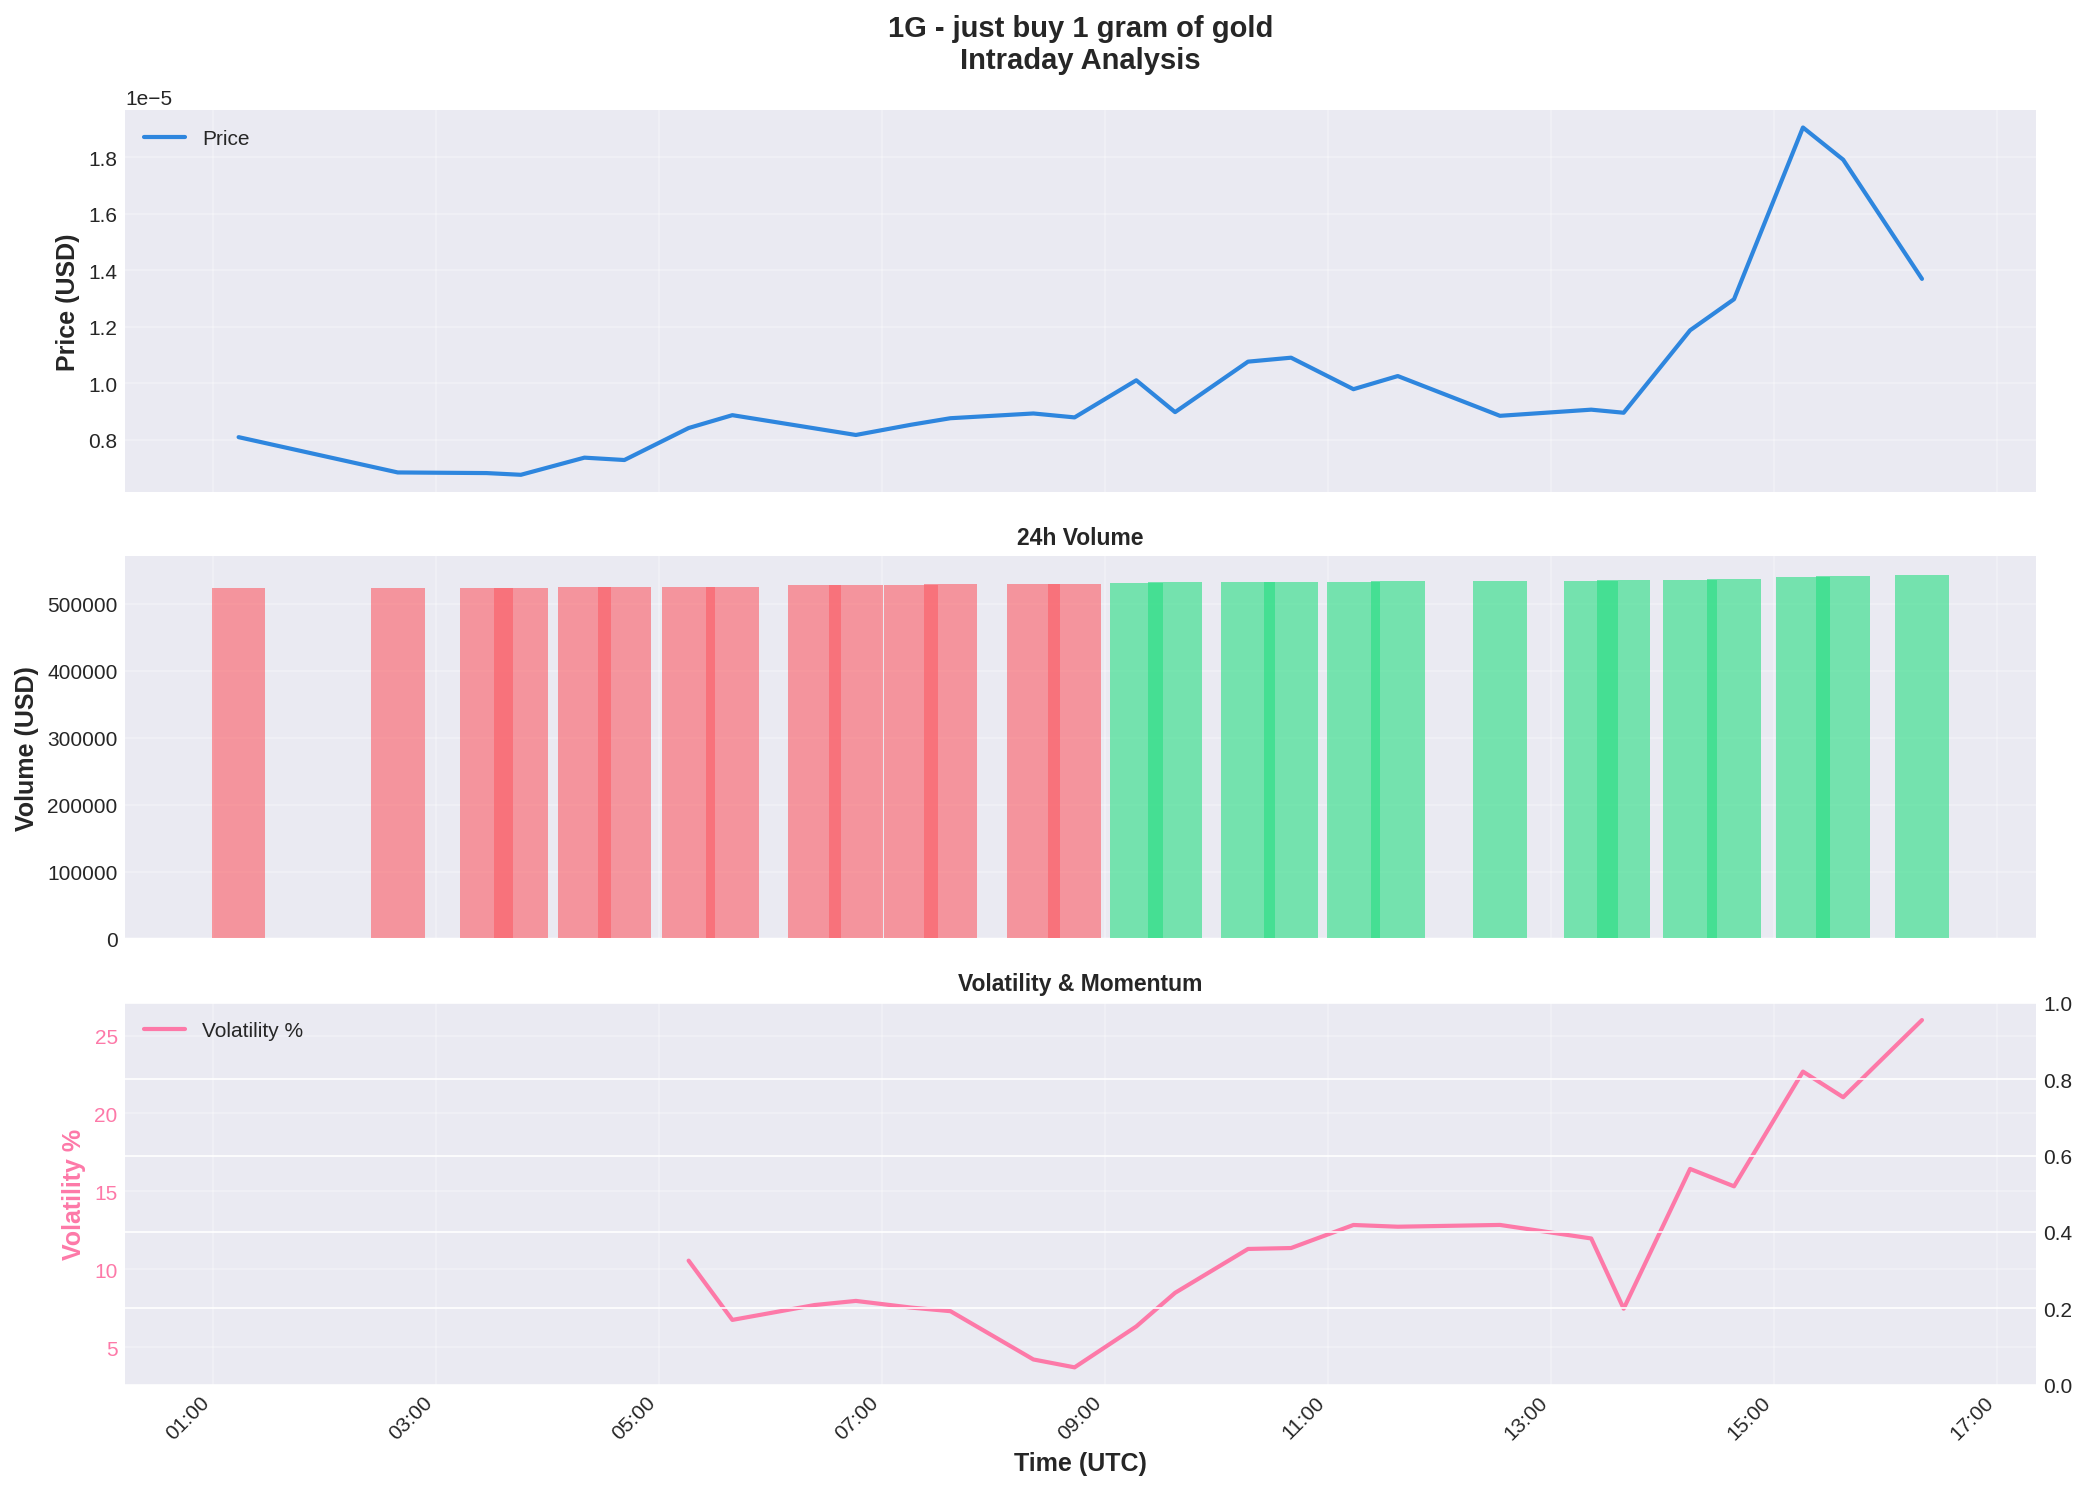 1G - just buy 1 gram of gold
Intraday Analysis
1e−5
Price
1.8
1.6
1.4
1.2
1.0
0.8
Price (USD)
24h Volume
500000
400000
300000
200000
100000
0
Volume (USD)
Volatility & Momentum
Volatility %
25
20
15
10
5
Volatility %
1.0
0.8
0.6
0.4
0.2
0.0
01:00
03:00
05:00
07:00
09:00
11:00
13:00
15:00
17:00
Time (UTC)